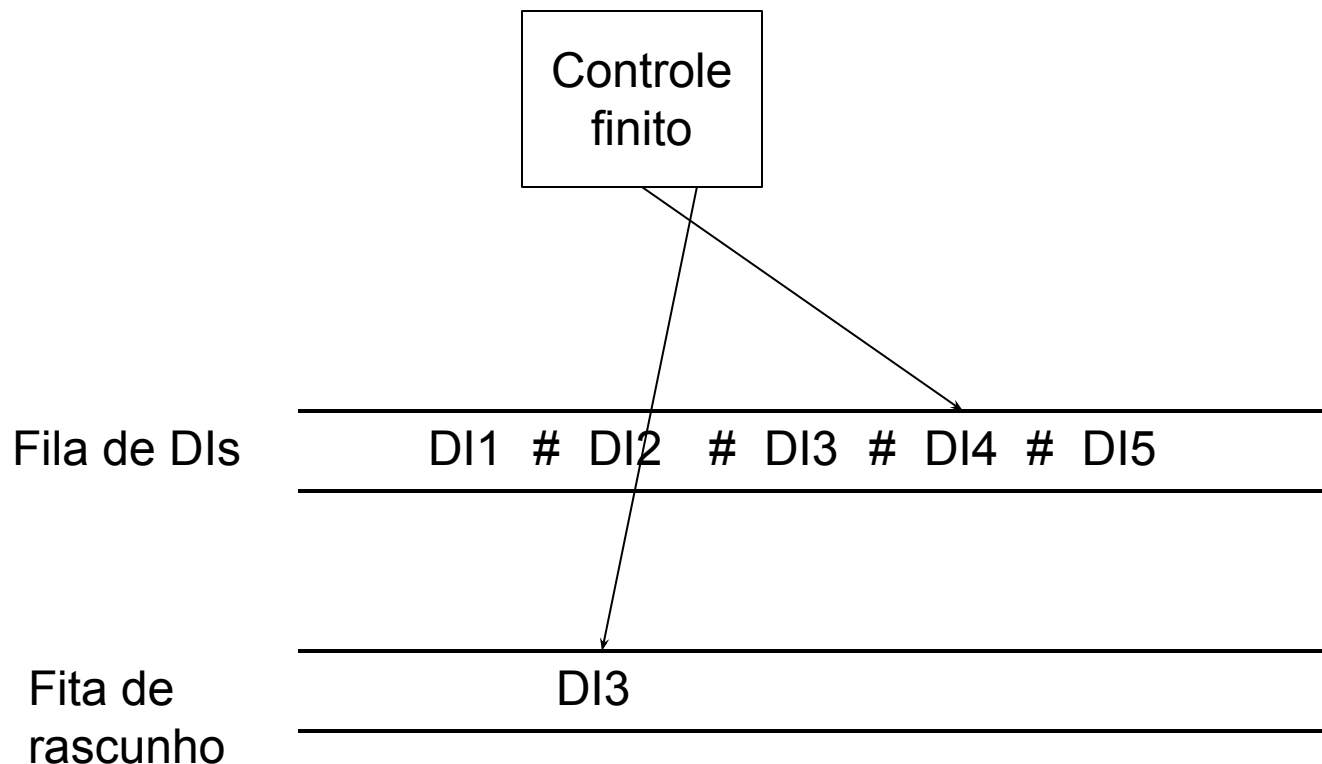 Controle
finito
Fila de DIs DI1 # DI2 # DI3 # DI4 # DI5
Fita de DI3
rascunho